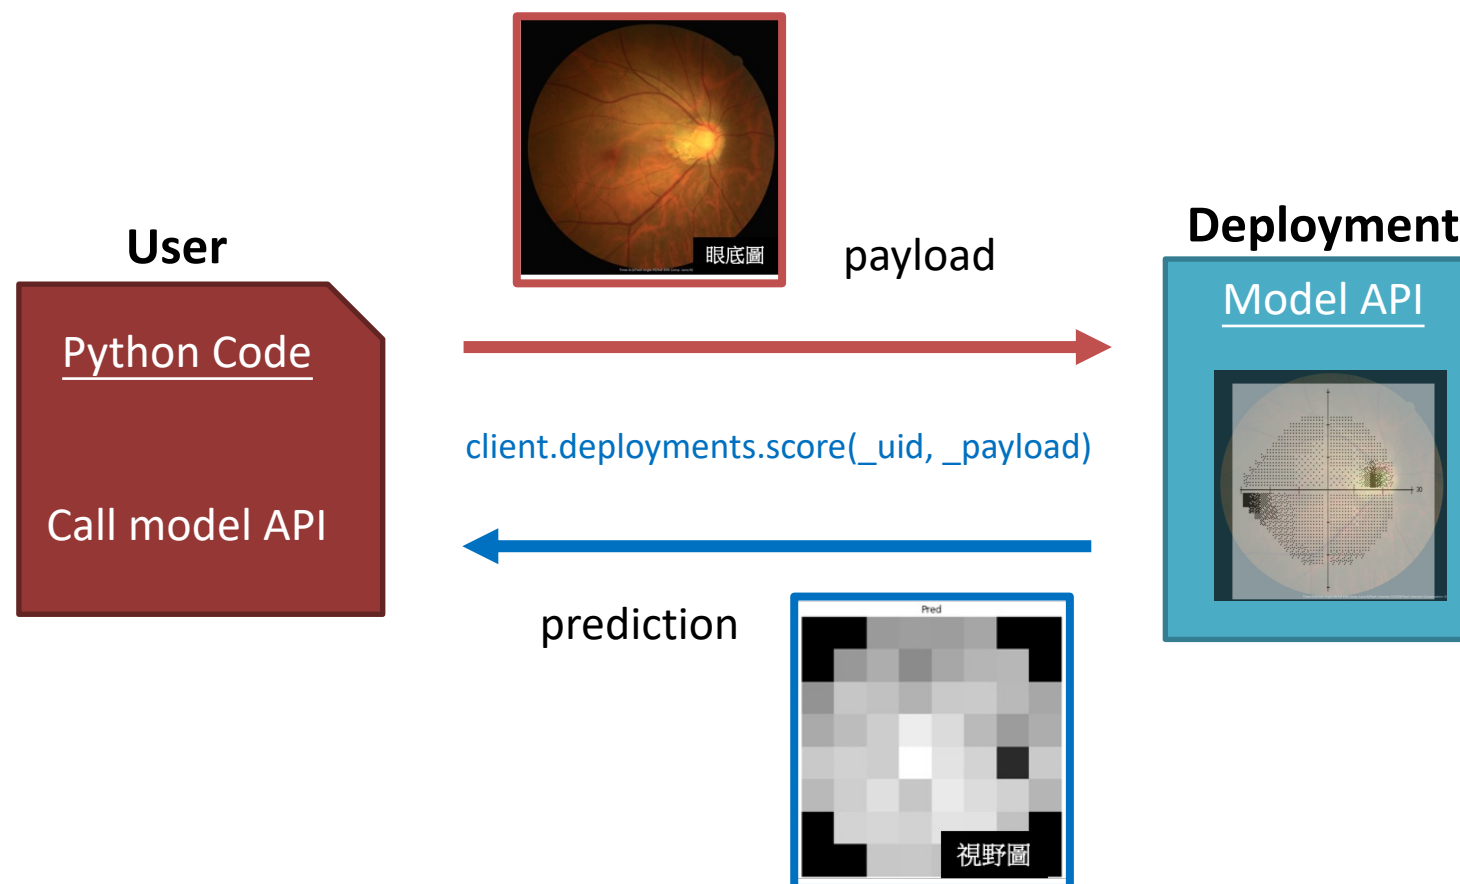 眼底圖
User
payload
Deployment
Python Code
Model API
client.deployments.score(_uid, _payload)
30
Call model API
prediction
Pred
視野圖